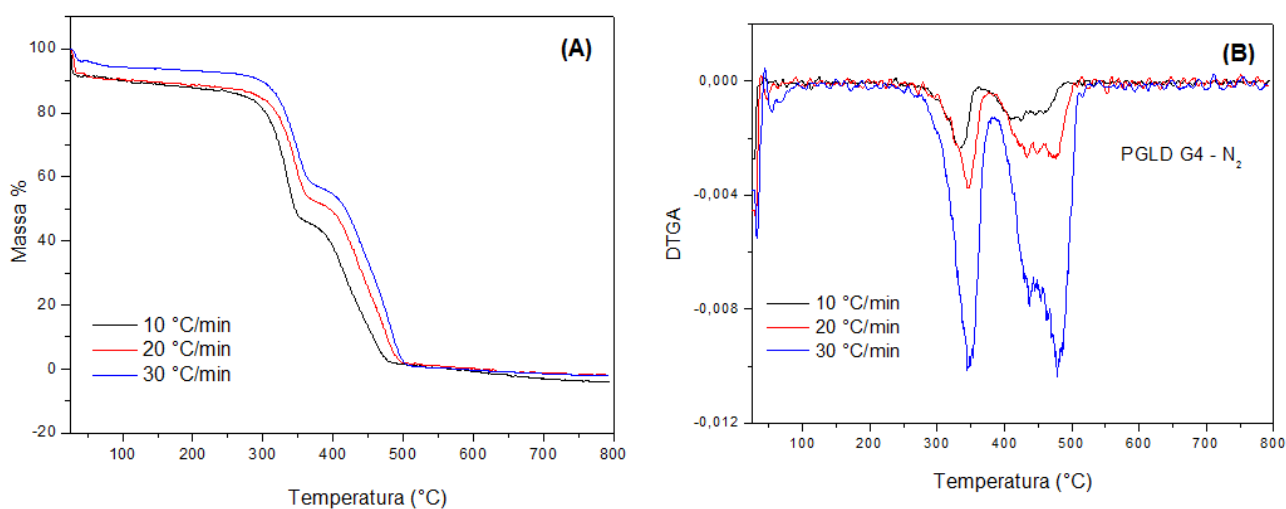 (A)
Massa %
100
80
60
40
20
0
-20
10 °C/min
20 °C/min
30 °C/min
100 200 300 400 500 600 700 800
Temperatura (°C)
(B)
DTGA
0,000
-0,004
-0,008
-0,012
PGLD G4 - N₂
10 °C/min
20 °C/min
30 °C/min
100 200 300 400 500 600 700 800
Temperatura (°C)